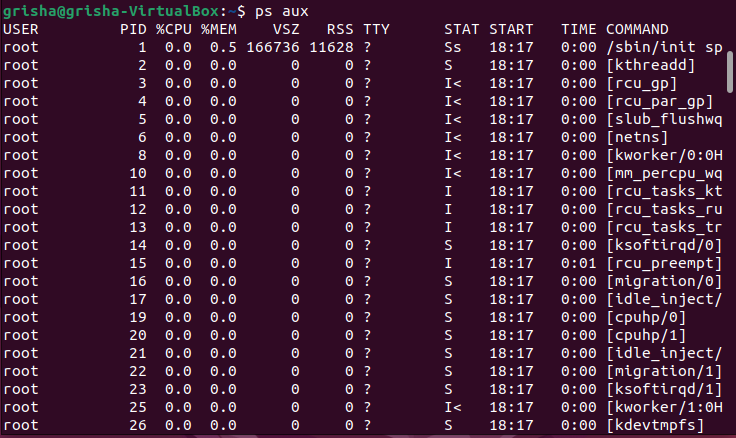 grisha@grisha-VirtualBox:~$ ps aux
USER         PID %CPU %MEM    VSZ   RSS TTY      STAT START   TIME COMMAND
root           1  0.0  0.5 166736 11628 ?        Ss   18:17   0:00 /sbin/init sp
root           2  0.0  0.0      0     0 ?        S    18:17   0:00 [kthreadd]
root           3  0.0  0.0      0     0 ?        I<   18:17   0:00 [rcu_gp]
root           4  0.0  0.0      0     0 ?        I<   18:17   0:00 [rcu_par_gp]
root           5  0.0  0.0      0     0 ?        I<   18:17   0:00 [slub_flushwq
root           6  0.0  0.0      0     0 ?        I<   18:17   0:00 [netns]
root           8  0.0  0.0      0     0 ?        I<   18:17   0:00 [kworker/0:0H
root          10  0.0  0.0      0     0 ?        I<   18:17   0:00 [mm_percpu_wq
root          11  0.0  0.0      0     0 ?        I    18:17   0:00 [rcu_tasks_kt
root          12  0.0  0.0      0     0 ?        I    18:17   0:00 [rcu_tasks_ru
root          13  0.0  0.0      0     0 ?        I    18:17   0:00 [rcu_tasks_tr
root          14  0.0  0.0      0     0 ?        S    18:17   0:00 [ksoftirqd/0]
root          15  0.0  0.0      0     0 ?        I    18:17   0:01 [rcu_preempt]
root          16  0.0  0.0      0     0 ?        S    18:17   0:00 [migration/0]
root          17  0.0  0.0      0     0 ?        S    18:17   0:00 [idle_inject/
root          19  0.0  0.0      0     0 ?        S    18:17   0:00 [cpuhp/0]
root          20  0.0  0.0      0     0 ?        S    18:17   0:00 [cpuhp/1]
root          21  0.0  0.0      0     0 ?        S    18:17   0:00 [idle_inject/
root          22  0.0  0.0      0     0 ?        S    18:17   0:00 [migration/1]
root          23  0.0  0.0      0     0 ?        S    18:17   0:00 [ksoftirqd/1]
root          25  0.0  0.0      0     0 ?        I<   18:17   0:00 [kworker/1:0H
root          26  0.0  0.0      0     0 ?        S    18:17   0:00 [kdevtmpfs]